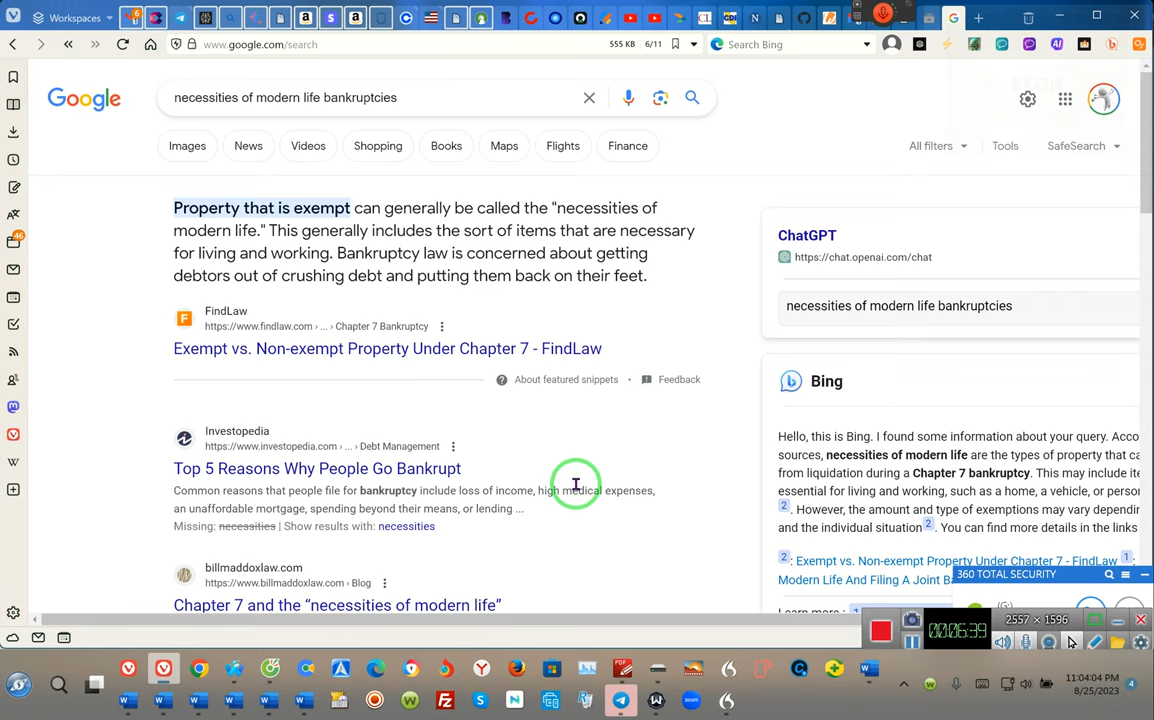 Workspaces
www.google.com/search
555 KB
6/11
Search Bing
Google
necessities of modern life bankruptcies
Images
News
Videos
Shopping
Books
Maps
Flights
Finance
All filters
Tools
SafeSearch
Property that is exempt can generally be called the "necessities of
modern life." This generally includes the sort of items that are necessary
for living and working. Bankruptcy law is concerned about getting
debtors out of crushing debt and putting them back on their feet.
FindLaw
https://www.findlaw.com › ... › Chapter 7 Bankruptcy
Exempt vs. Non-exempt Property Under Chapter 7 - FindLaw
About featured snippets • Feedback
Investopedia
https://www.investopedia.com › ... › Debt Management
Top 5 Reasons Why People Go Bankrupt
Common reasons that people file for bankruptcy include loss of income, high medical expenses,
an unaffordable mortgage, spending beyond their means, or lending ...
Missing: necessities | Show results with: necessities
billmaddoxlaw.com
https://www.billmaddoxlaw.com › Blog
Chapter 7 and the “necessities of modern life”
ChatGPT
https://chat.openai.com/chat
necessities of modern life bankruptcies
Bing
Hello, this is Bing. I found some information about your query. Acco
sources, necessities of modern life are the types of property that ca
from liquidation during a Chapter 7 bankruptcy. This may include ite
essential for living and working, such as a home, a vehicle, or person
2. However, the amount and type of exemptions may vary dependin
and the individual situation 2. You can find more details in the links
2: Exempt vs. Non-exempt Property Under Chapter 7 - FindLaw 1:
Modern Life And Filing A Joint B
Learn more: 1
360 TOTAL SECURITY
(G:)
2557 × 1596
00:06:39
46
11:04:04 PM
8/25/2023
4